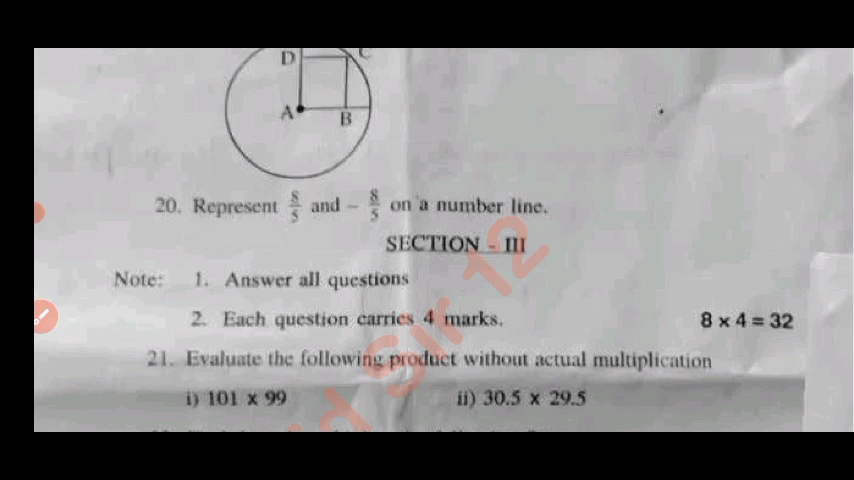 D
C
A
B
20. Represent 8/5 and - 8/5 on a number line.
SECTION - III
Note: 1. Answer all questions
2. Each question carries 4 marks. 8 x 4 = 32
21. Evaluate the following product without actual multiplication
i) 101 x 99 ii) 30.5 x 29.5
Sir 12